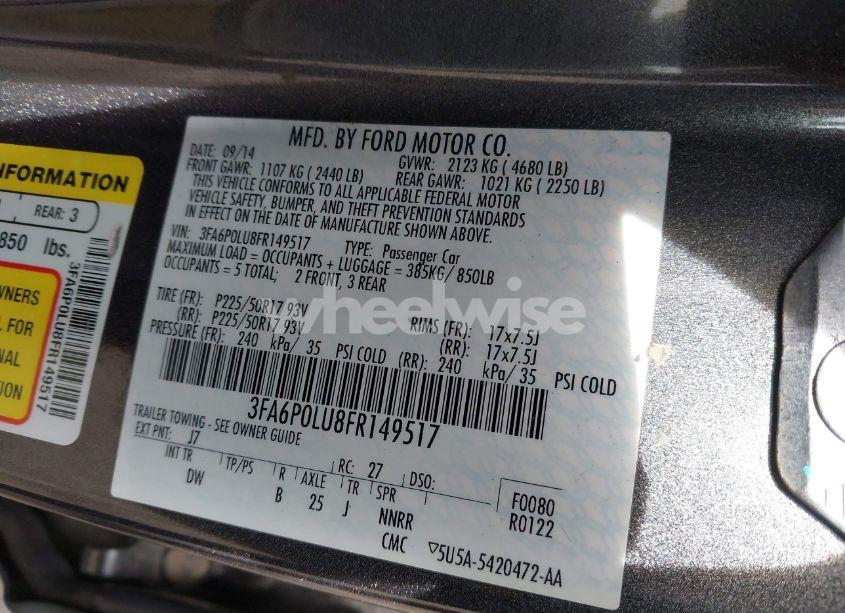 MFD. BY FORD MOTOR CO.
DATE: 09/14 GVWR: 2123 KG ( 4680 LB)
FRONT GAWR: 1107 KG ( 2440 LB) REAR GAWR: 1021 KG ( 2250 LB)
THIS VEHICLE CONFORMS TO ALL APPLICABLE FEDERAL MOTOR
VEHICLE SAFETY, BUMPER, AND THEFT PREVENTION STANDARDS
IN EFFECT ON THE DATE OF MANUFACTURE SHOWN ABOVE.
VIN: 3FA6P0LU8FR149517 TYPE: Passenger Car
MAXIMUM LOAD = OCCUPANTS + LUGGAGE = 385KG/ 850LB
OCCUPANTS = 5 TOTAL; 2 FRONT, 3 REAR
TIRE (FR): P225/50R17 93V RIMS (FR): 17x7.5J
(RR): P225/50R17 93V (RR): 17x7.5J
PRESSURE (FR): 240 kPa/ 35 PSI COLD (RR): 240 kPa/ 35 PSI COLD
3FA6P0LU8FR149517
TRAILER TOWING - SEE OWNER GUIDE
EXT PNT: J7 RC: 27 DSO:
INT TR TP/PS R AXLE TR SPR
DW B 25 J NNRR
CMC
F0080
R0122
▽5U5A-5420472-AA
INFORMATION
REAR: 3
850 lbs.
OWNERS
FOR
3FA6P0LU8FR149517
wheelwise